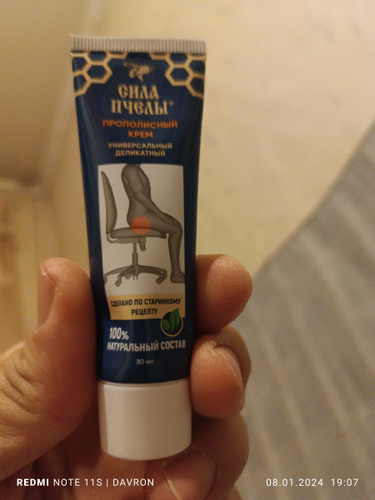 СИЛА
ПЧЕЛЫ®
ПРОПОЛИСНЫЙ
КРЕМ
УНИВЕРСАЛЬНЫЙ
ДЕЛИКАТНЫЙ
СДЕЛАНО ПО СТАРИННОМУ
РЕЦЕПТУ
100%
НАТУРАЛЬНЫЙ СОСТАВ
30 мл
REDMI NOTE 11S | DAVRON
08.01.2024 19:07